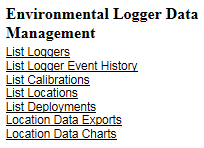 Environmental Logger Data
Management
List Loggers
List Logger Event History
List Calibrations
List Locations
List Deployments
Location Data Exports
Location Data Charts